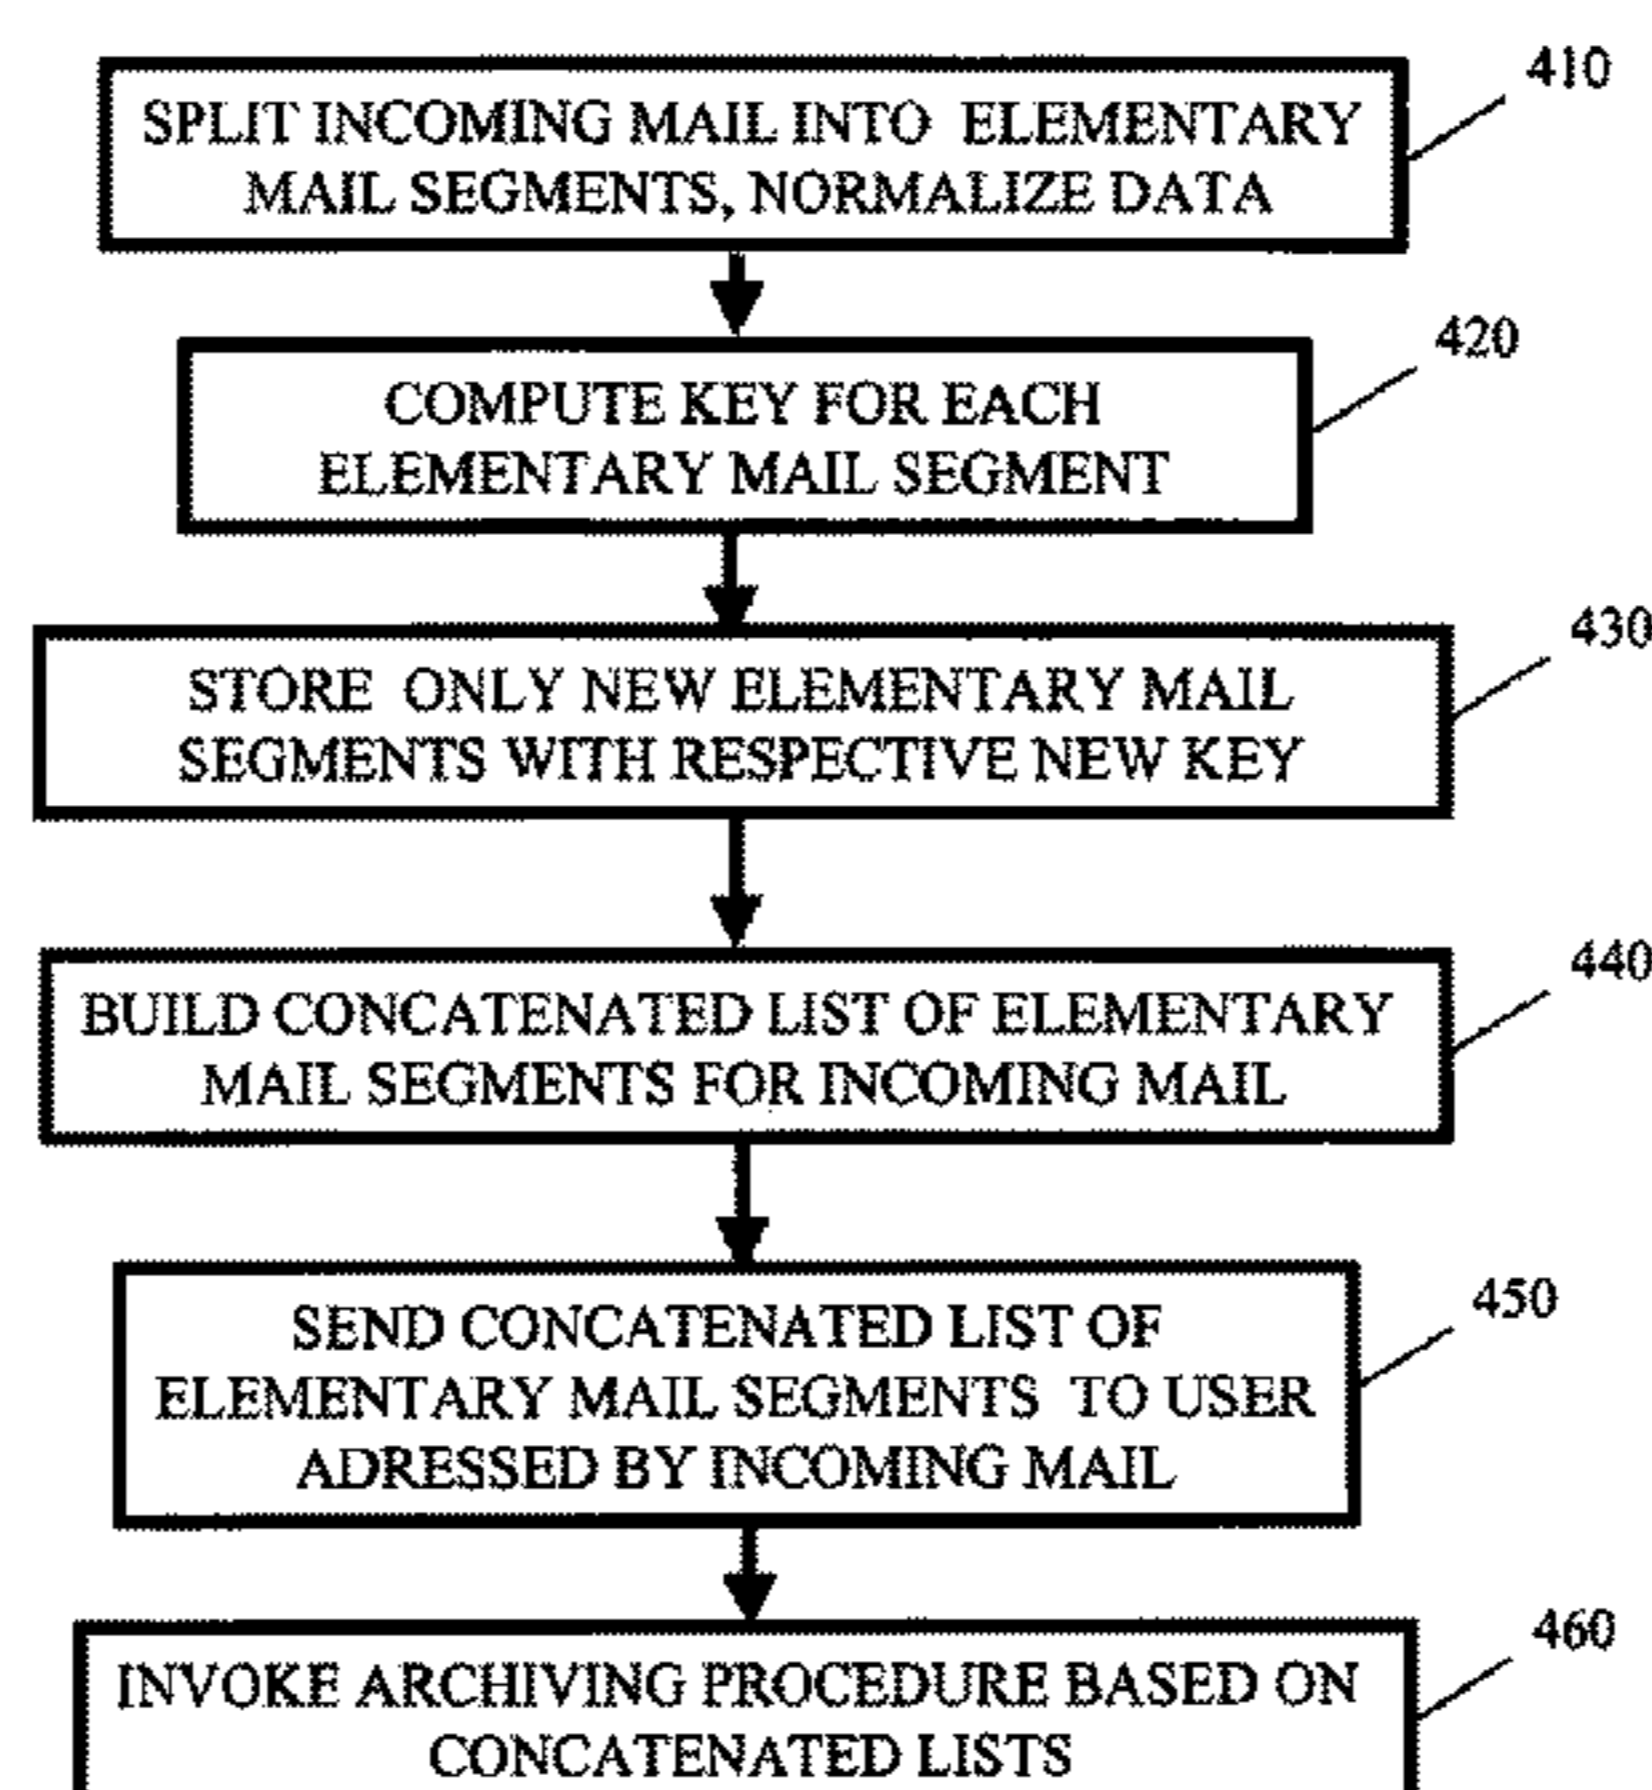 410
SPLIT INCOMING MAIL INTO ELEMENTARY
MAIL SEGMENTS, NORMALIZE DATA
420
COMPUTE KEY FOR EACH
ELEMENTARY MAIL SEGMENT
430
STORE ONLY NEW ELEMENTARY MAIL
SEGMENTS WITH RESPECTIVE NEW KEY
440
BUILD CONCATENATED LIST OF ELEMENTARY
MAIL SEGMENTS FOR INCOMING MAIL
450
SEND CONCATENATED LIST OF
ELEMENTARY MAIL SEGMENTS TO USER
ADRESSED BY INCOMING MAIL
460
INVOKE ARCHIVING PROCEDURE BASED ON
CONCATENATED LISTS